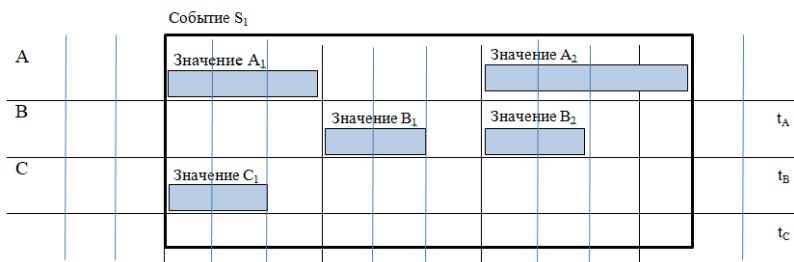 Событие S1
A
Значение A1
Значение A2
B
Значение B1
Значение B2
tA
C
Значение C1
tB
tC